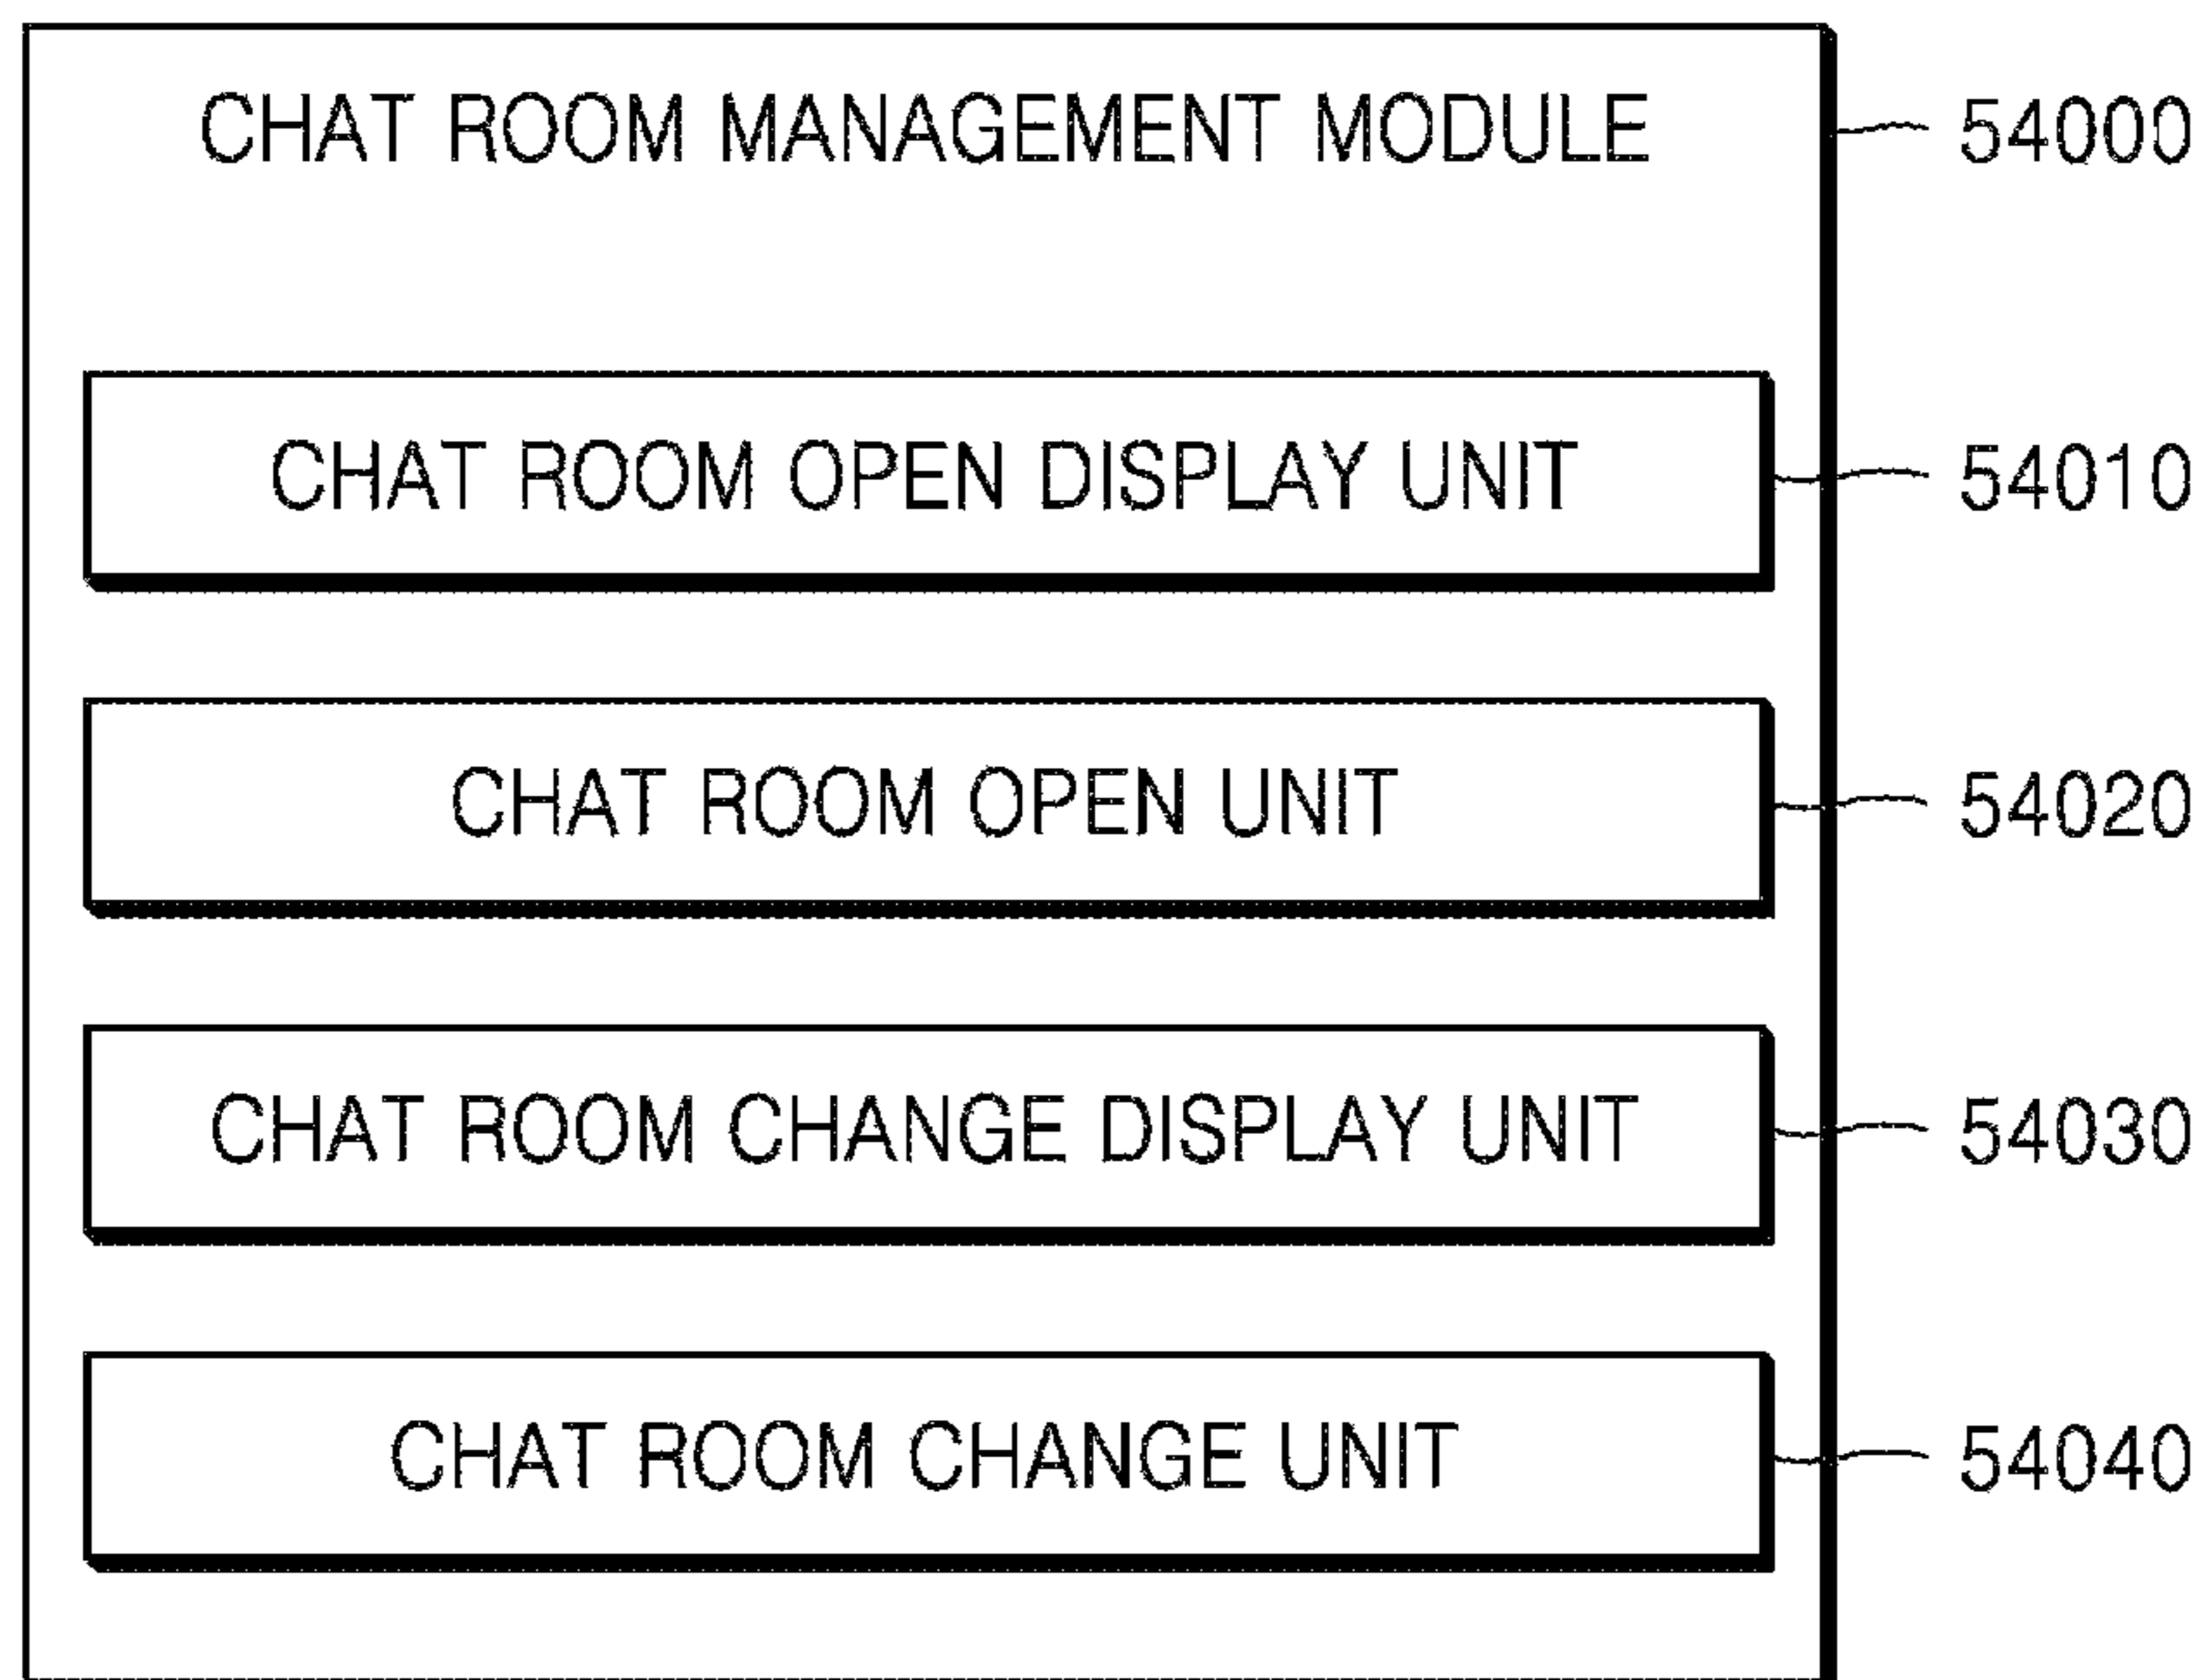 CHAT ROOM MANAGEMENT MODULE 54000
CHAT ROOM OPEN DISPLAY UNIT 54010
CHAT ROOM OPEN UNIT 54020
CHAT ROOM CHANGE DISPLAY UNIT 54030
CHAT ROOM CHANGE UNIT 54040